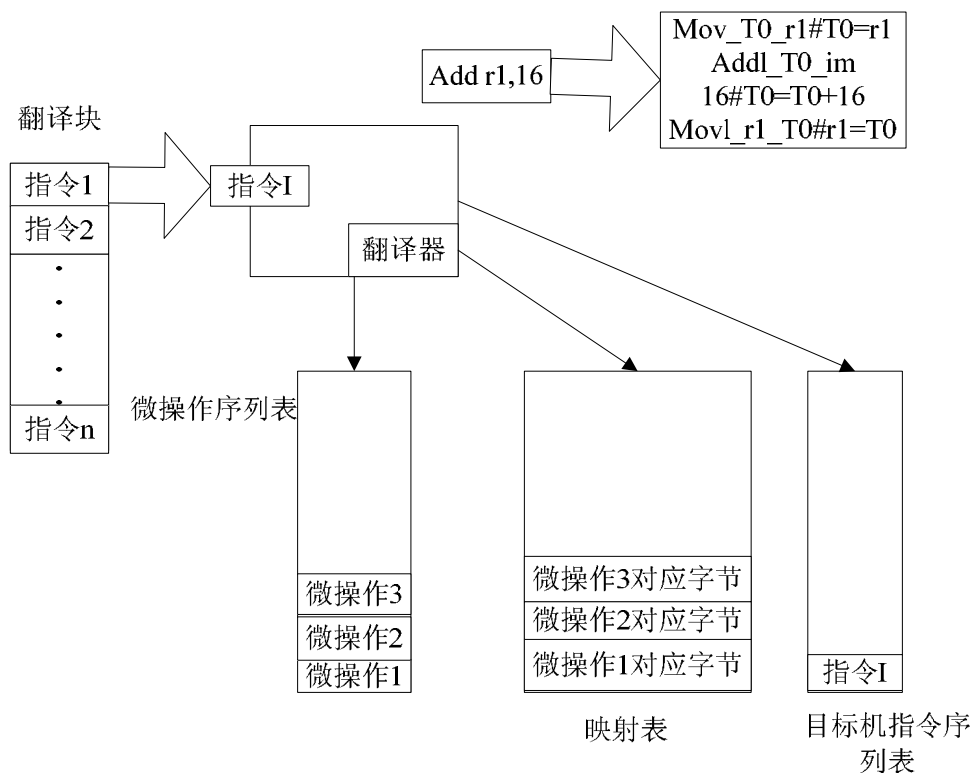 Mov_T0_r1#T0=r1
Addl_T0_im
16#T0=T0+16
Movl_r1_T0#r1=T0
Add r1,16
翻译块
指令1
指令2
指令n
指令I
翻译器
微操作序列表
微操作3
微操作2
微操作1
微操作3对应字节
微操作2对应字节
微操作1对应字节
映射表
指令I
目标机指令序
列表